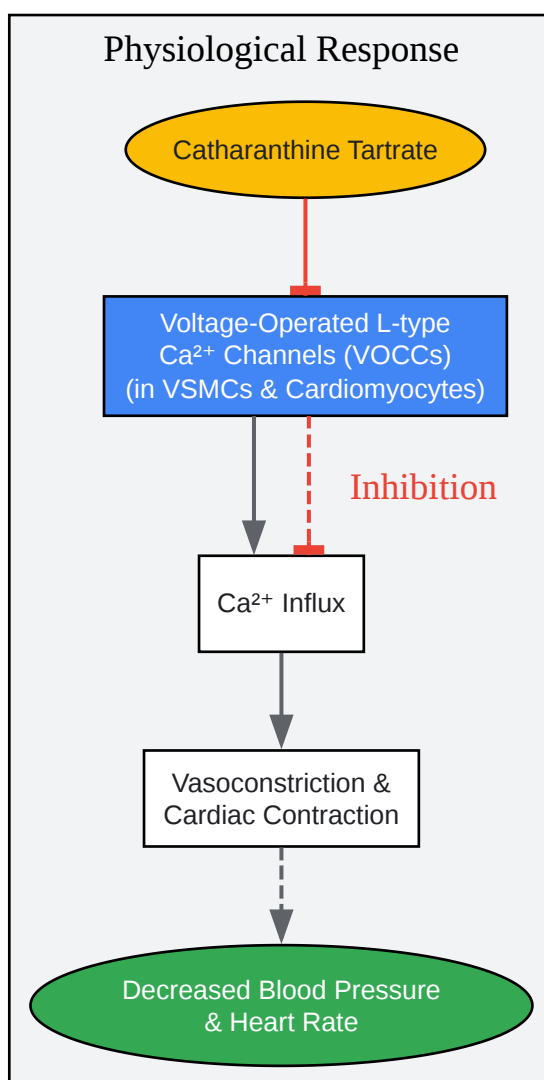 Physiological Response
Catharanthine Tartrate
Voltage-Operated L-type
Ca²⁺ Channels (VOCCs)
(in VSMCs & Cardiomyocytes)
Inhibition
Ca²⁺ Influx
Vasoconstriction &
Cardiac Contraction
Decreased Blood Pressure
& Heart Rate